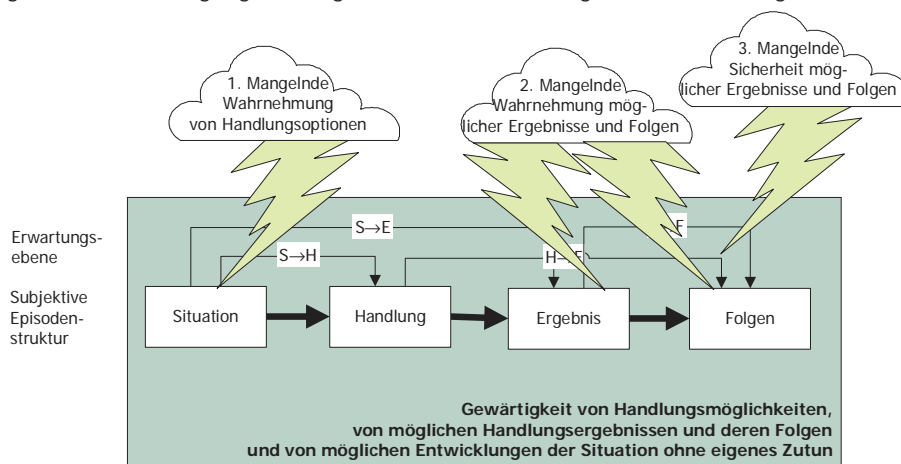 1. Mangelnde
Wahrnehmung
von Handlungsoptionen
2. Mangelnde
Wahrnehmung mög-
licher Ergebnisse und Folgen
3. Mangelnde
Sicherheit mög-
licher Ergebnisse und Folgen
Erwartungs-
ebene
S→E
S→H
Subjektive
Episoden-
struktur
Situation
Handlung
Ergebnis
Folgen
Gewärtigkeit von Handlungsmöglichkeiten,
von möglichen Handlungsergebnissen und deren Folgen
und von möglichen Entwicklungen der Situation ohne eigenes Zutun